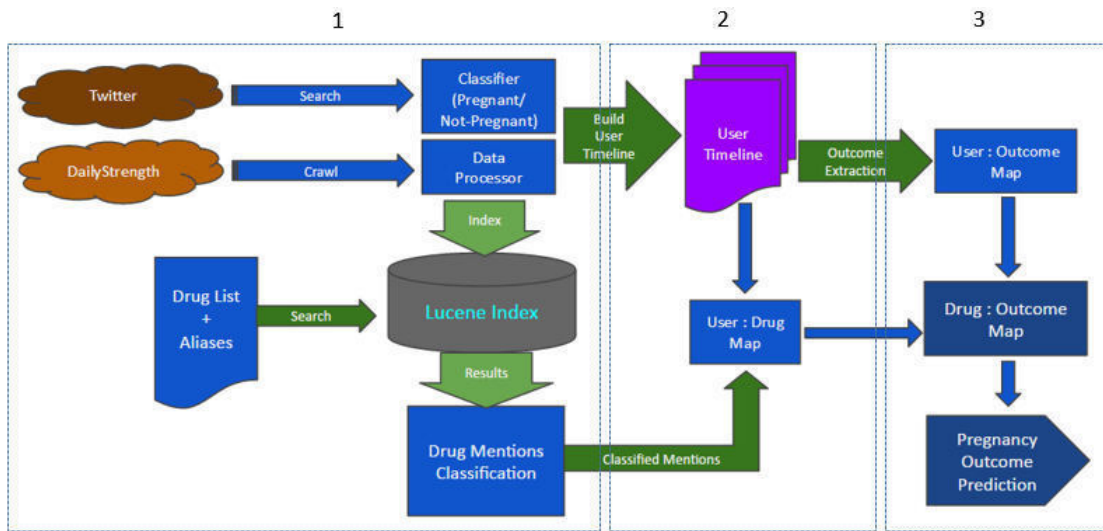 1
2
3
Twitter
Search
Classifier
(Pregnant/
Not-Pregnant)
DailyStrength
Crawl
Data
Processor
Build
User
Timeline
User
Timeline
Outcome
Extraction
User : Outcome
Map
Index
Drug List
+
Aliases
Search
Lucene Index
User : Drug
Map
Drug : Outcome
Map
Results
Drug Mentions
Classification
Classified Mentions
Pregnancy
Outcome
Prediction